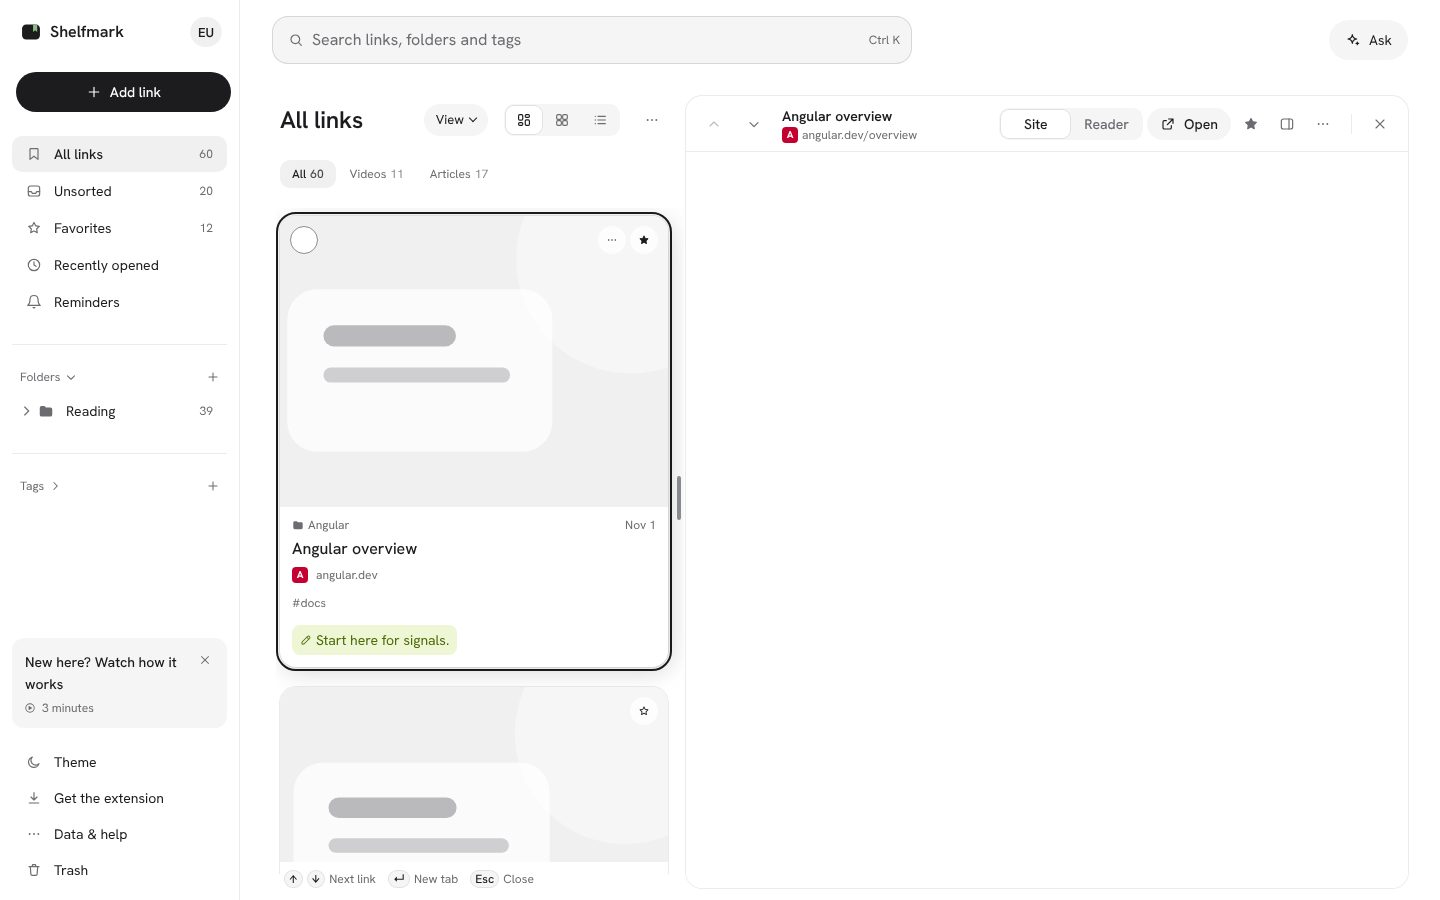 Shelfmark
EU
Add link
All links 60
Unsorted 20
Favorites 12
Recently opened
Reminders
Folders
Reading 39
Tags
New here? Watch how it
works
3 minutes
Theme
Get the extension
Data & help
Trash
Search links, folders and tags Ctrl K
Ask
All links
View
All 60 Videos 11 Articles 17
Angular Nov 1
Angular overview
A angular.dev
#docs
Start here for signals.
Next link New tab Esc Close
Angular overview
A angular.dev/overview
Site Reader Open